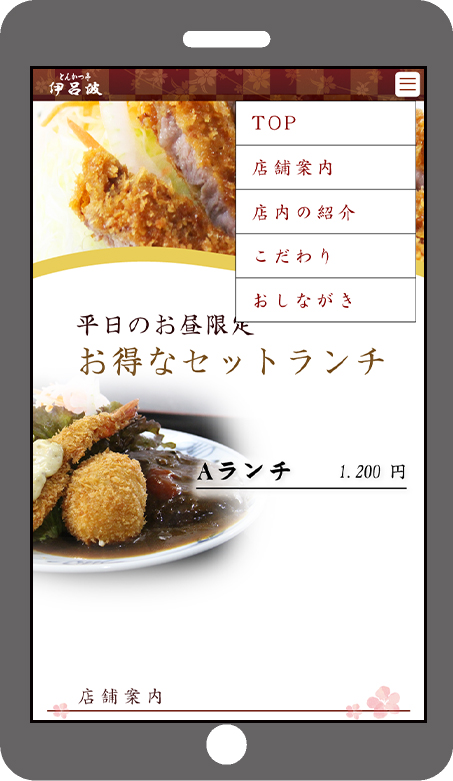 とんかつ亭
伊呂波
TOP
店舗案内
店内の紹介
こだわり
おしながき
平日のお昼限定
お得なセットランチ
Aランチ 1.200 円
店舗案内